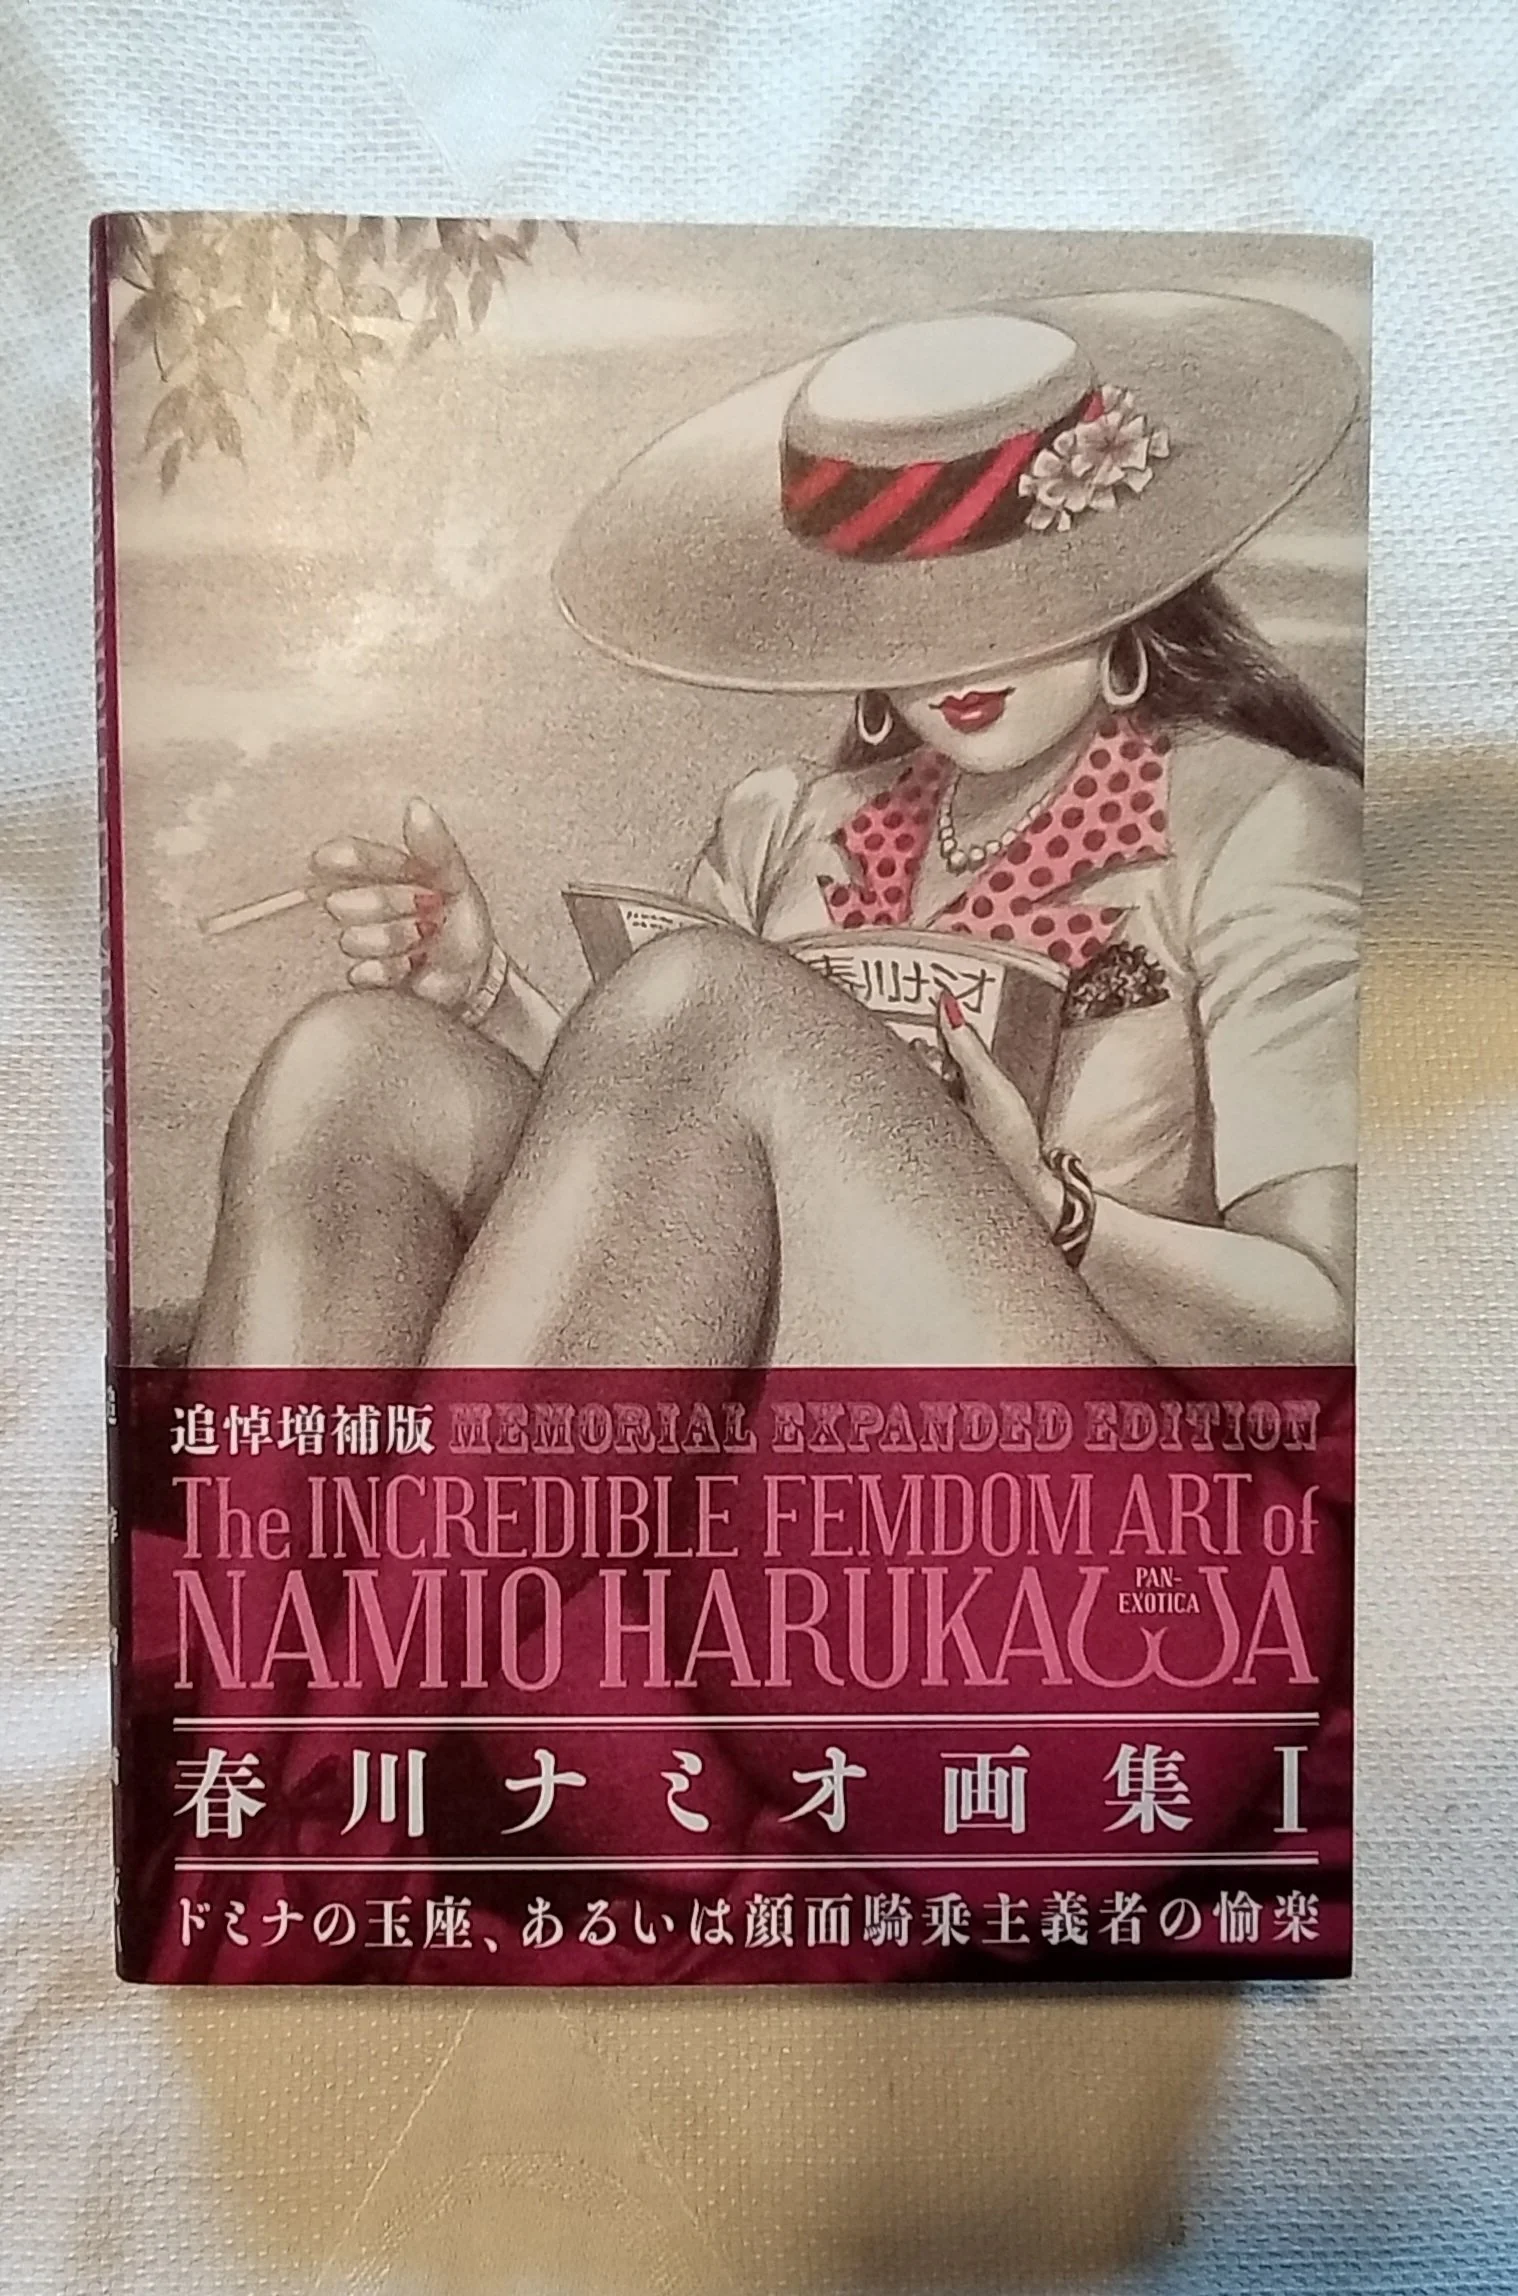 春川ナミオ
追悼増補版 MEMORIAL EXPANDED EDITION
The INCREDIBLE FEMDOM ART of
NAMIO HARUKAWA
PAN-
EXOTICA
春川ナミオ画集 I
ドミナの玉座、あるいは顔面騎乗主義者の愉楽